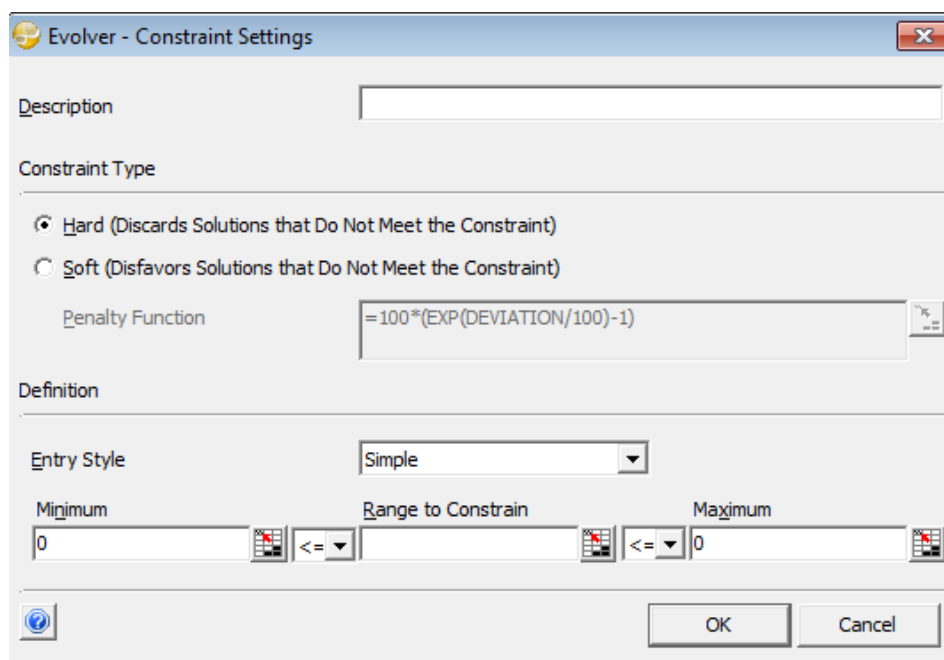 Evolver - Constraint Settings
Description
Constraint Type
Hard (Discards Solutions that Do Not Meet the Constraint)
Soft (Disfavors Solutions that Do Not Meet the Constraint)
Penalty Function =100*(EXP(DEVIATION/100)-1)
Definition
Entry Style Simple
Minimum Range to Constrain Maximum
0 <= <= 0
OK Cancel